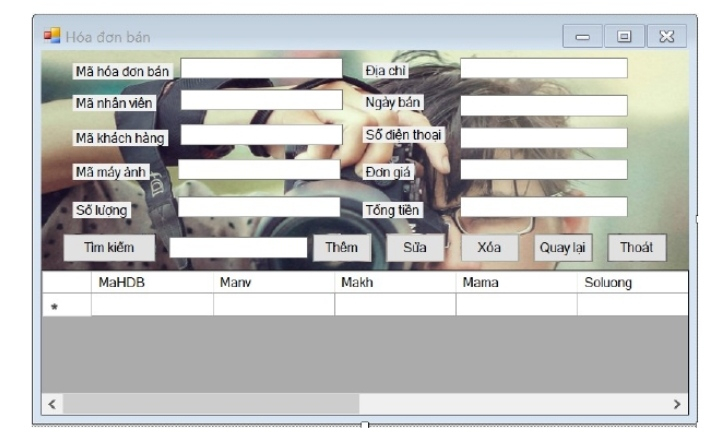 Hóa đơn bán
Mã hóa đơn bán Địa chỉ
Mã nhân viên Ngày bán
Mã khách hàng Số điện thoại
Mã máy ảnh Đơn giá
Số lượng Tổng tiền
Tìm kiếm Thêm Sửa Xóa Quay lại Thoát
MaHDB Manv Makh Mama Soluong